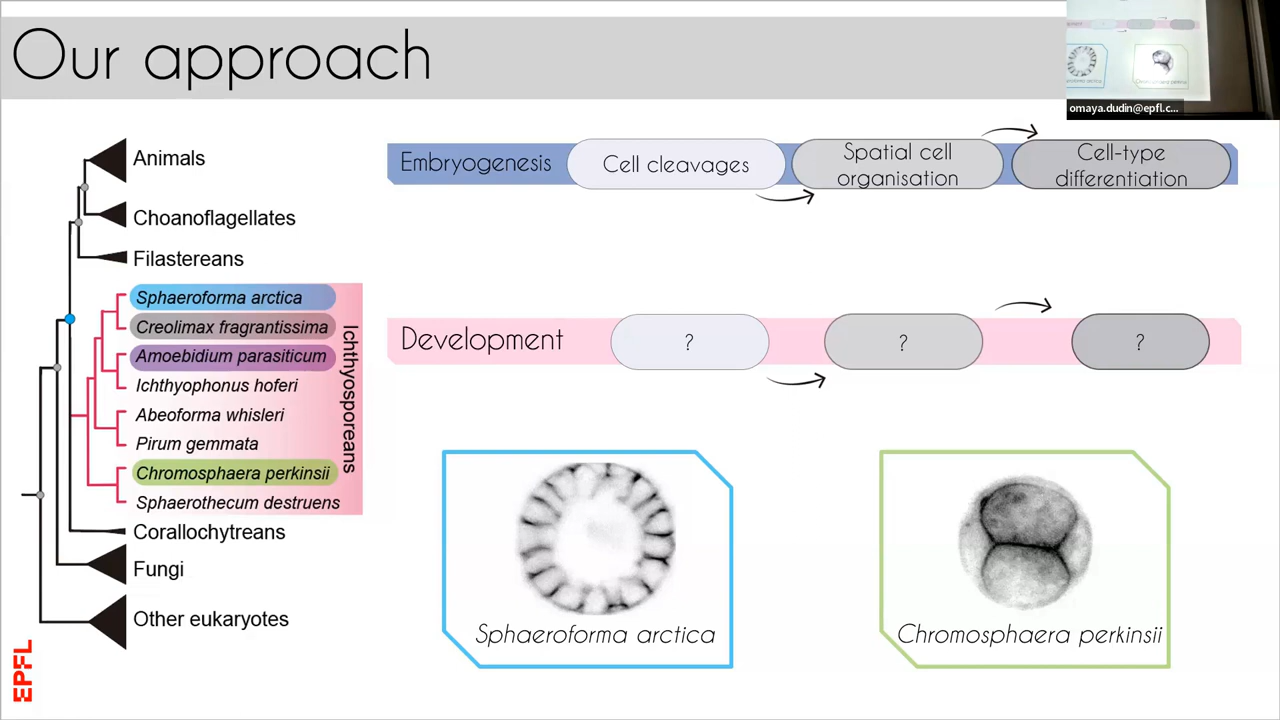 Our approach
omaya.dudin@epfl.c...
Animals
Choanoflagellates
Filastereans
Sphaeroforma arctica
Creolimax fragrantissima
Amoebidium parasiticum
Ichthyophonus hoferi
Abeoforma whisleri
Pirum gemmata
Chromosphaera perkinsii
Sphaerothecum destruens
Ichthyosporeans
Corallochytreans
Fungi
Other eukaryotes
EPFL
Embryogenesis
Cell cleavages
Spatial cell
organisation
Cell-type
differentiation
Development
?
?
?
Sphaeroforma arctica
Chromosphaera perkinsii